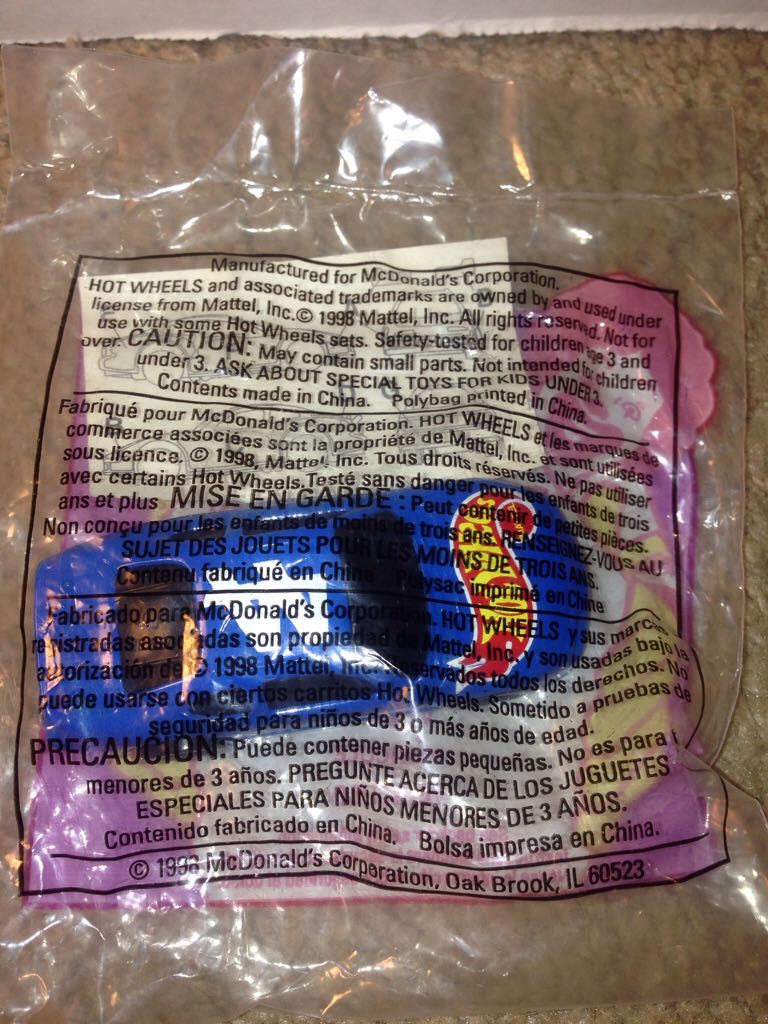 Manufactured for McDonald's Corporation.
HOT WHEELS and associated trademarks are owned by and used under
license from Mattel, Inc.© 1998 Mattel, Inc. All rights reserved. Not for
use with some Hot Wheels sets. Safety-tested for children age 3 and
over. CAUTION: May contain small parts. Not intended for children
under 3. ASK ABOUT SPECIAL TOYS FOR KIDS UNDER 3.
Contents made in China. Polybag printed in China.
Fabriqué pour McDonald's Corporation. HOT WHEELS et les marques de
commerce associées sont la propriété de Mattel, Inc. et sont utilisées
sous licence. © 1998, Mattel, Inc. Tous droits réservés. Ne pas utiliser
avec certains Hot Wheels. Testé sans danger pour les enfants de trois
ans et plus MISE EN GARDE : Peut contenir de petites pièces.
Non conçu pour les enfants de moins de trois ans. RENSEIGNEZ-VOUS AU
SUJET DES JOUETS POUR LES MOINS DE TROIS ANS.
Contenu fabriqué en Chine Polysac imprimé en Chine
Fabricado para McDonald's Corporation. HOT WHEELS y sus marcas
registradas asociadas son propiedad de Mattel, Inc. y son usadas bajo la
autorización de © 1998 Mattel, Inc. Reservados todos los derechos. No
puede usarse con ciertos carritos Hot Wheels. Sometido a pruebas de
seguridad para niños de 3 o más años de edad.
PRECAUCIÓN: Puede contener piezas pequeñas. No es para
menores de 3 años. PREGUNTE ACERCA DE LOS JUGUETES
ESPECIALES PARA NIÑOS MENORES DE 3 AÑOS.
Contenido fabricado en China. Bolsa impresa en China.
© 1998 McDonald's Corporation, Oak Brook, IL 60523